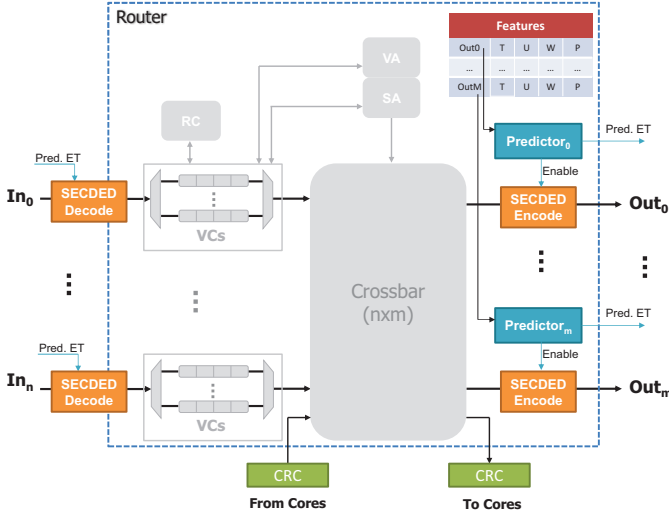 Router
Features
Out0 T U W P
... ... ... ... ...
OutM T U W P
VA
SA
RC
Predictor0
Pred. ET
Enable
Pred. ET
In0
SECDED
Decode
VCs
SECDED
Encode
Out0
Crossbar
(nxm)
Predictorm
Pred. ET
Enable
Pred. ET
Inn
SECDED
Decode
VCs
SECDED
Encode
Outm
CRC
From Cores
CRC
To Cores